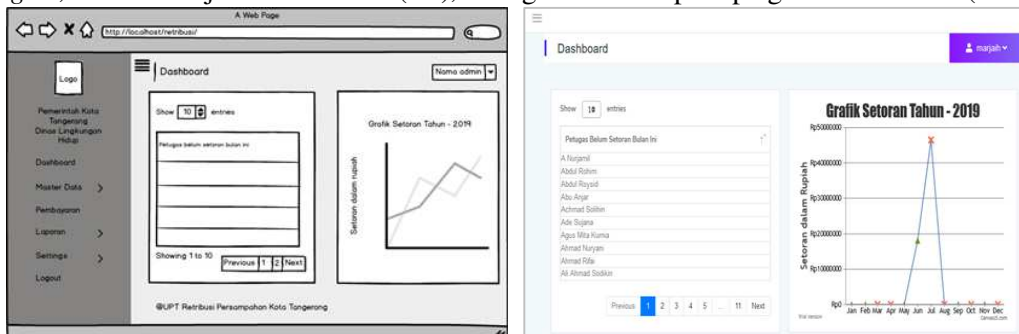 A Web Page
http://localhost/retribusi/
Logo
Pemerintah Kota
Tangerang
Dinas Lingkungan
Hidup
Dashboard
Master Data
Pembayaran
Laporan
Settings
Logout
Dashboard
Nama admin
Show 10 entries
Petugas belum setoran bulan ini
Showing 1 to 10
Previous 1 2 Next
Grafik Setoran Tahun - 2019
Setoran dalam rupiah
@UPT Retribusi Persampahan Kota Tangerang
Dashboard
marjaih
Show 10 entries
Petugas Belum Setoran Bulan Ini
A Nurjamil
Abdul Rohim
Abdul Roysid
Abu Anjar
Achmad Solihin
Ade Sujana
Agus Mita Kurnia
Ahmad Nuryani
Ahmad Rifai
Ali Ahmad Sodikin
Previous 1 2 3 4 5 ... 11 Next
Grafik Setoran Tahun - 2019
Setoran dalam Rupiah
Rp50000000
Rp40000000
Rp30000000
Rp20000000
Rp10000000
Rp0
Jan Feb Mar Apr May Jun Jul Aug Sep Oct Nov Dec
Trial Version